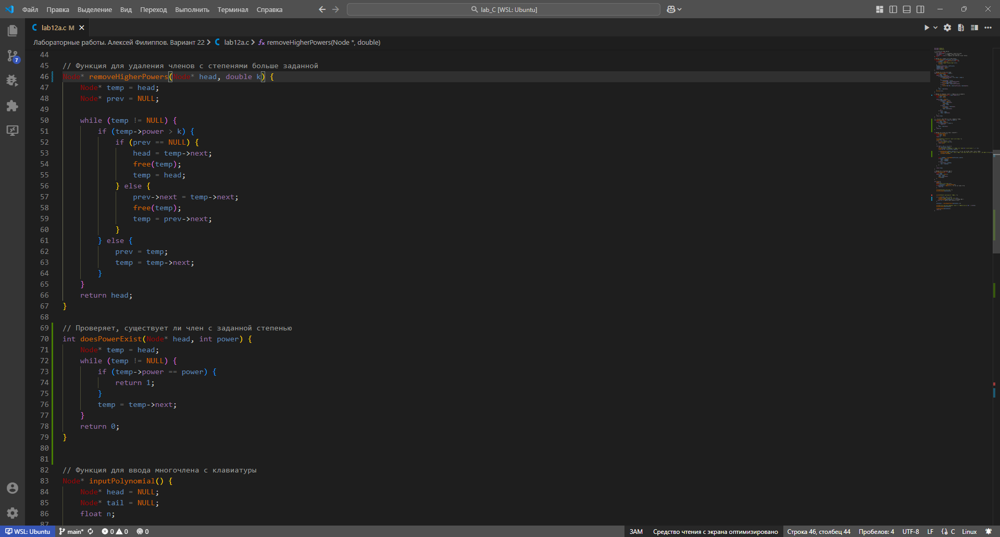 Файл Правка Выделение Вид Переход Выполнить Терминал Справка lab_C [WSL: Ubuntu]
lab12a.c M
Лабораторные работы. Алексей Филиппов. Вариант 22 > C lab12a.c > removeHigherPowers(Node *, double)
44
45 // Функция для удаления членов с степенями больше заданной
46 Node* removeHigherPowers(Node* head, double k) {
47 Node* temp = head;
48 Node* prev = NULL;
49
50 while (temp != NULL) {
51 if (temp->power > k) {
52 if (prev == NULL) {
53 head = temp->next;
54 free(temp);
55 temp = head;
56 } else {
57 prev->next = temp->next;
58 free(temp);
59 temp = prev->next;
60 }
61 } else {
62 prev = temp;
63 temp = temp->next;
64 }
65 }
66 return head;
67 }
68
69 // Проверяет, существует ли член с заданной степенью
70 int doesPowerExist(Node* head, int power) {
71 Node* temp = head;
72 while (temp != NULL) {
73 if (temp->power == power) {
74 return 1;
75 }
76 temp = temp->next;
77 }
78 return 0;
79 }
80
81
82 // Функция для ввода многочлена с клавиатуры
83 Node* inputPolynomial() {
84 Node* head = NULL;
85 Node* tail = NULL;
86 float n;
87
7
WSL: Ubuntu main* 0 0 0 ЗАМ Средство чтения с экрана оптимизировано Строка 46, столбец 44 Пробелов: 4 UTF-8 LF {} C Linux